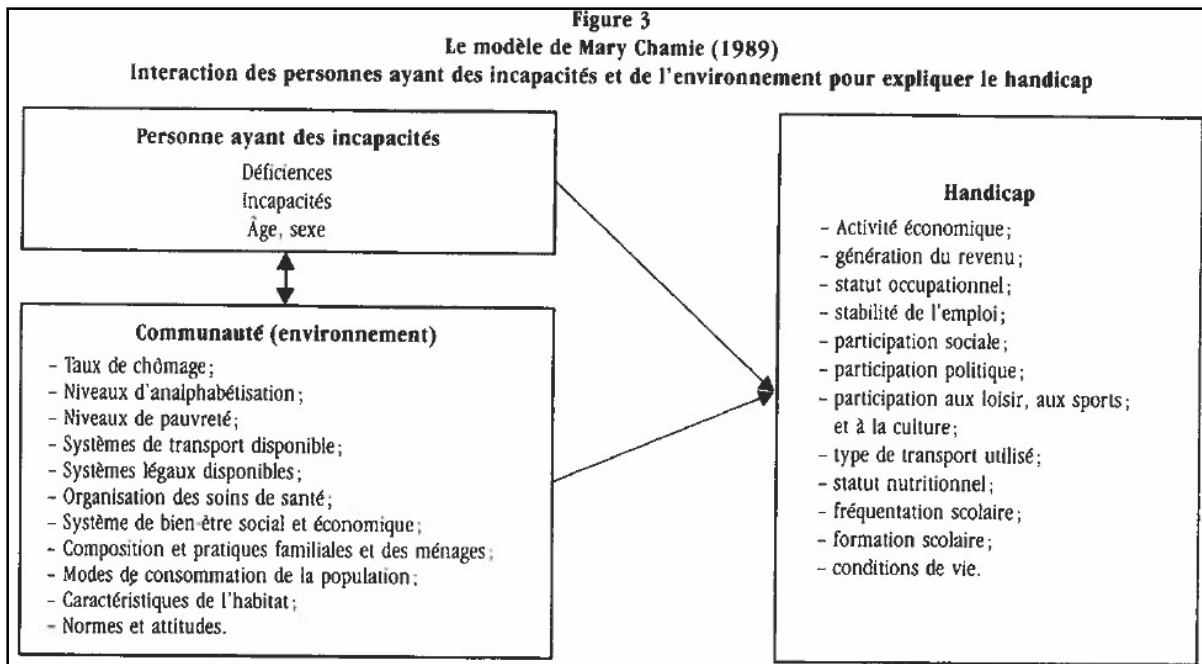 Figure 3
Le modèle de Mary Chamie (1989)
Interaction des personnes ayant des incapacités et de l'environnement pour expliquer le handicap
Personne ayant des incapacités
Déficiences
Incapacités
Âge, sexe
Communauté (environnement)
– Taux de chômage;
– Niveaux d'analphabétisation;
– Niveaux de pauvreté;
– Systèmes de transport disponible;
– Systèmes légaux disponibles;
– Organisation des soins de santé;
– Système de bien-être social et économique;
– Composition et pratiques familiales et des ménages;
– Modes de consommation de la population;
– Caractéristiques de l'habitat;
– Normes et attitudes.
Handicap
– Activité économique;
– génération du revenu;
– statut occupationnel;
– stabilité de l'emploi;
– participation sociale;
– participation politique;
– participation aux loisir, aux sports;
et à la culture;
– type de transport utilisé;
– statut nutritionnel;
– fréquentation scolaire;
– formation scolaire;
– conditions de vie.